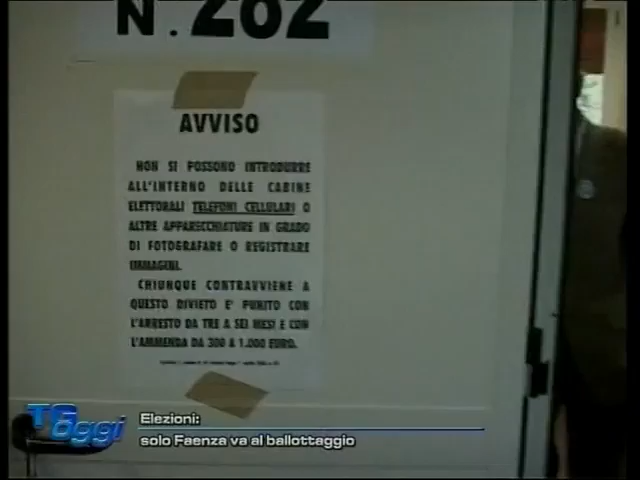 N. 282
AVVISO
NON SI POSSONO INTRODURRE
ALL'INTERNO DELLE CABINE
ELETTORALI TELEFONI CELLULARI O
ALTRE APPARECCHIATURE IN GRADO
DI FOTOGRAFARE O REGISTRARE
IMMAGINI.
CHIUNQUE CONTRAVVIENE A
QUESTO DIVIETO E' PUNITO CON
L'ARRESTO DA TRE A SEI MESI E CON
L'AMMENDA DA 300 A 1.000 EURO.
TG oggi
Elezioni:
solo Faenza va al ballottaggio